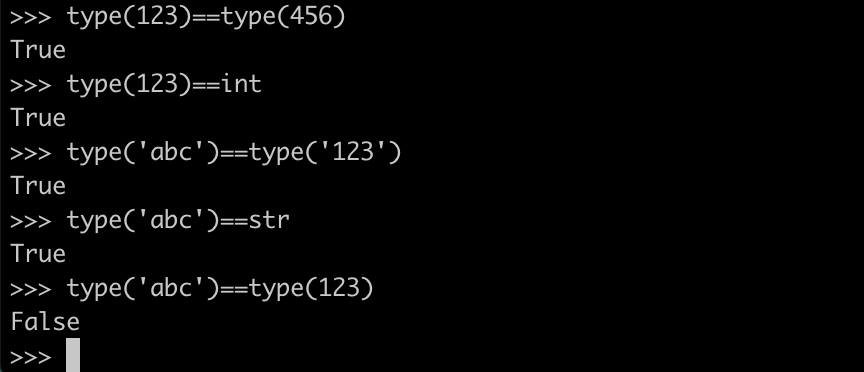 >>> type(123)==type(456)
True
>>> type(123)==int
True
>>> type('abc')==type('123')
True
>>> type('abc')==str
True
>>> type('abc')==type(123)
False
>>>